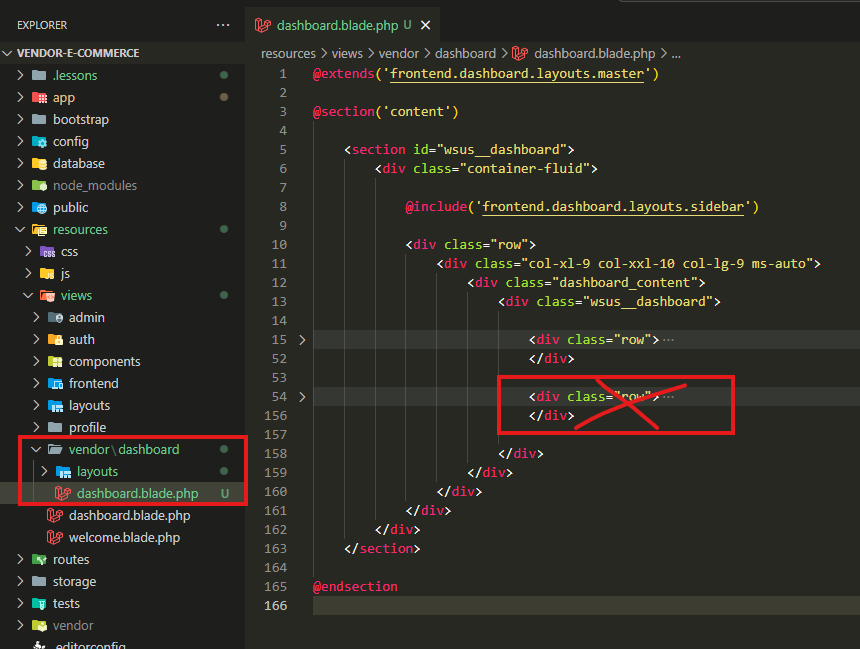 EXPLORER ...
VENDOR-E-COMMERCE
.lessons
app
bootstrap
config
database
node_modules
public
resources
css
js
views
admin
auth
components
frontend
layouts
profile
vendor\dashboard
layouts
dashboard.blade.php U
dashboard.blade.php
welcome.blade.php
routes
storage
tests
vendor
.editorconfig
dashboard.blade.php U ×
resources > views > vendor > dashboard > dashboard.blade.php > ...
1 @extends('frontend.dashboard.layouts.master')
2
3 @section('content')
4
5 <section id="wsus__dashboard">
6 <div class="container-fluid">
7
8 @include('frontend.dashboard.layouts.sidebar')
9
10 <div class="row">
11 <div class="col-xl-9 col-xxl-10 col-lg-9 ms-auto">
12 <div class="dashboard_content">
13 <div class="wsus__dashboard">
14
15 <div class="row"> ...
52 </div>
53
54 <div class="row"> ...
156 </div>
157
158 </div>
159 </div>
160 </div>
161 </div>
162 </div>
163 </section>
164
165 @endsection
166